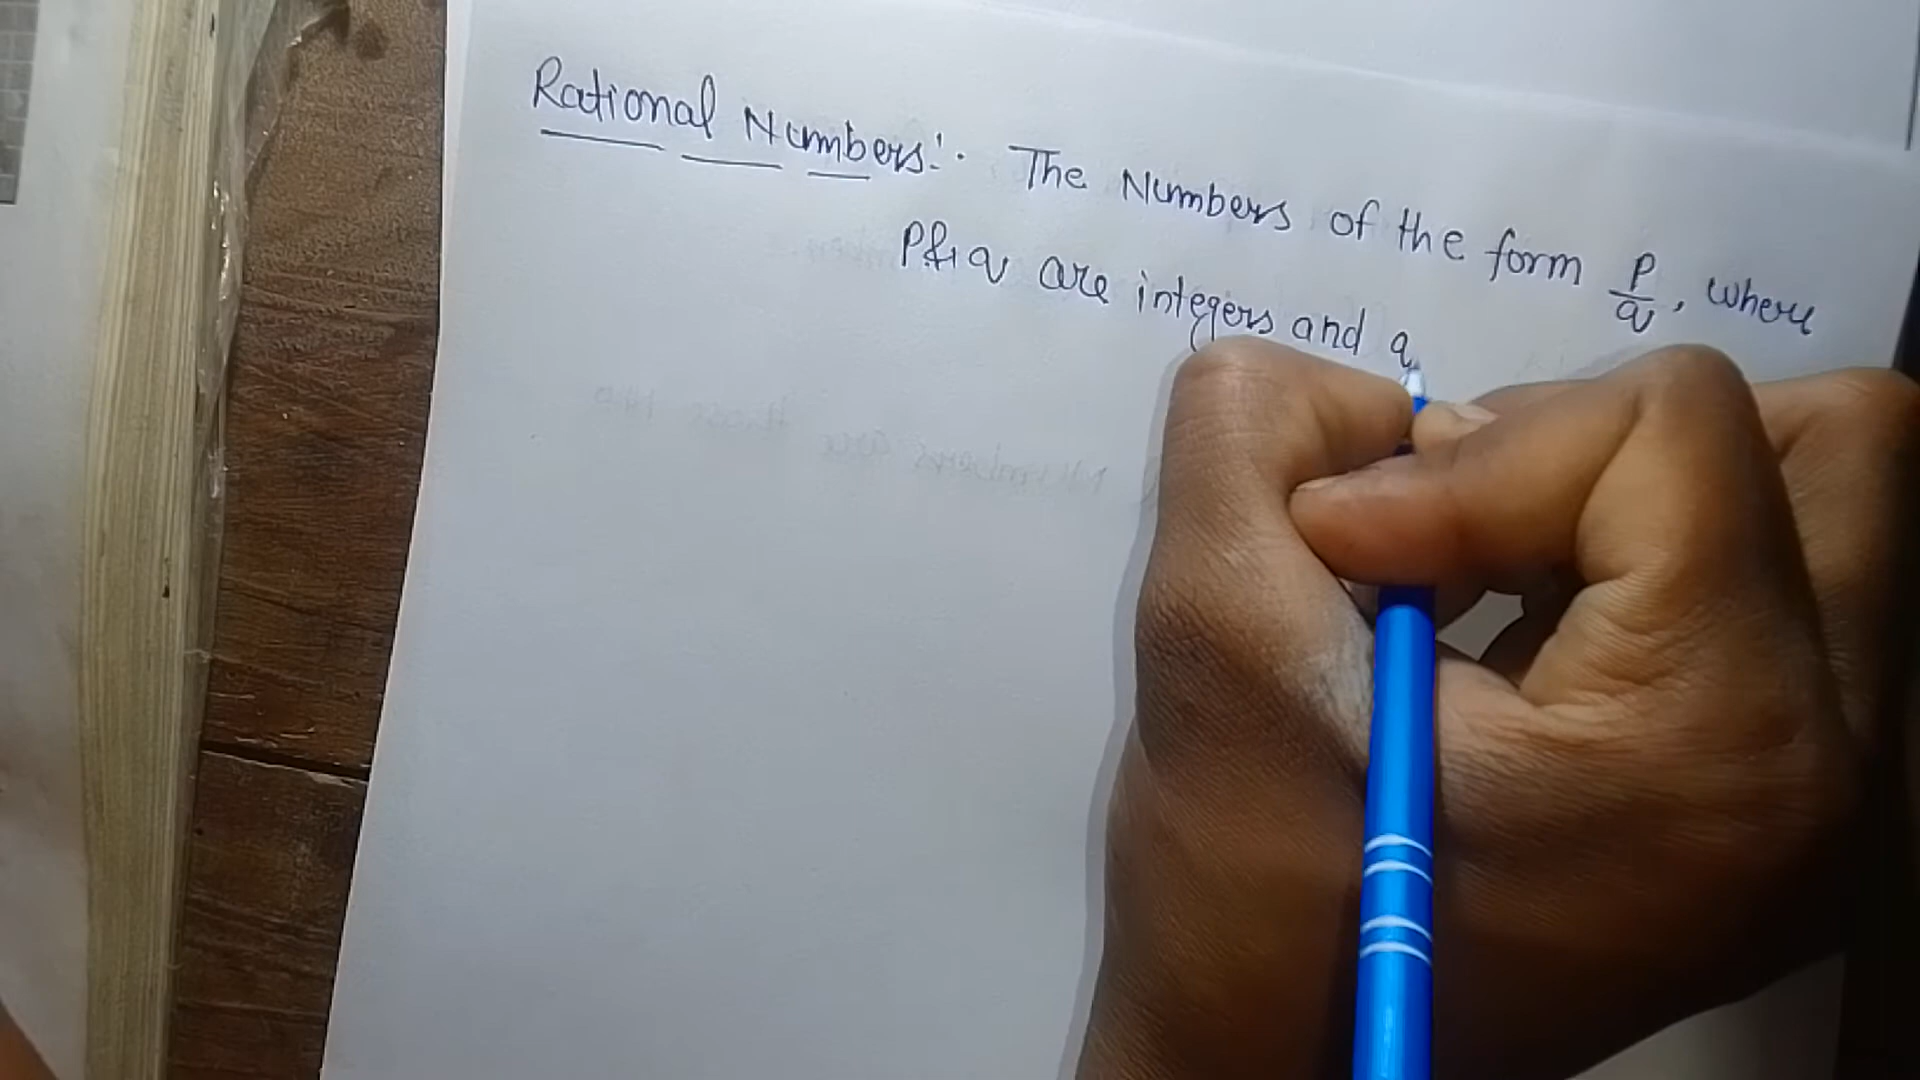 Rational Numbers:- The Numbers of the form p/q, where
P & q are integers and q